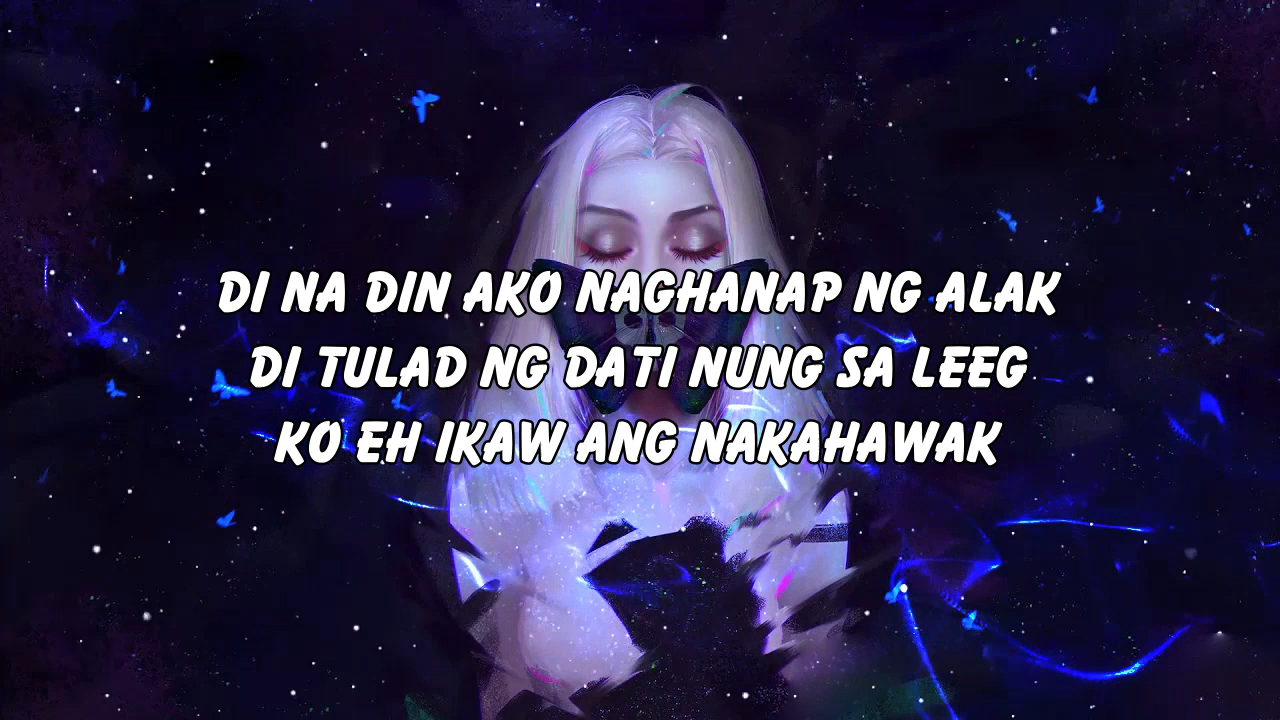 DI NA DIN AKO NAGHANAP NG ALAK
DI TULAD NG DATI NUNG SA LEEG
KO EH IKAW ANG NAKAHAWAK